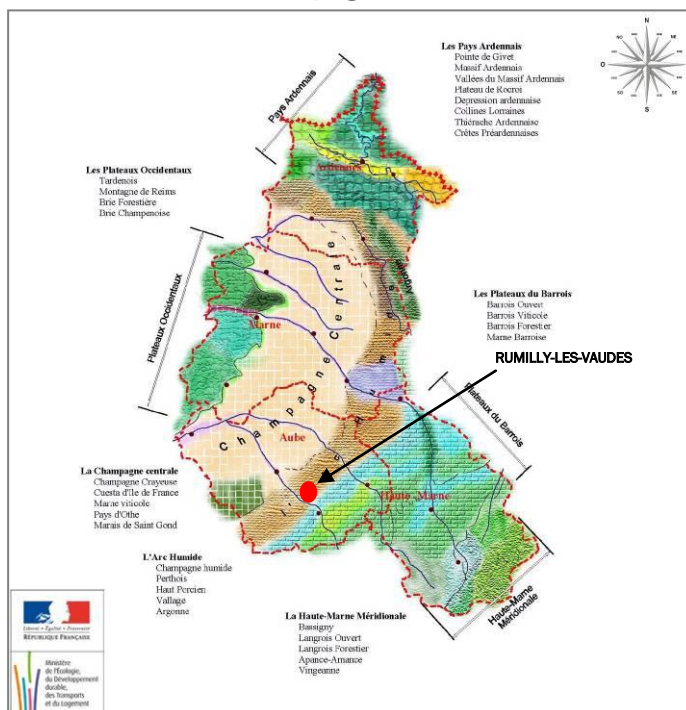 Les Pays Ardennais
Pointe de Givet
Massif Ardennais
Vallées du Massif Ardennais
Plateau de Rocroi
Depression ardennaise
Collines Lorraines
Thiérache Ardennaise
Crêtes Préardennaises
N
O
E
S
Pays Ardennais
Ardennes
Les Plateaux Occidentaux
Tardenois
Montagne de Reims
Brie Forestière
Brie Champenoise
Plateaux Occidentaux
Marne
Champagne Centrale
Les Plateaux du Barrois
Barrois Ouvert
Barrois Viticole
Barrois Forestier
Marne Barroise
RUMILLY-LES-VAUDES
Plateaux du Barrois
Aube
Haute-Marne
La Champagne centrale
Champagne Crayeuse
Cuesta d'Ile de France
Marne viticole
Pays d'Othe
Marais de Saint Gond
L'Arc Humide
Champagne humide
Perthois
Haut Percien
Vallage
Argonne
La Haute-Marne Méridionale
Bassigny
Langrois Ouvert
Langrois Forestier
Apance-Amance
Vingeanne
Haute-Marne
Méridionale
Liberté • Égalité • Fraternité
RÉPUBLIQUE FRANÇAISE
Ministère
de l'Écologie,
du Développement
durable,
des Transports
et du Logement